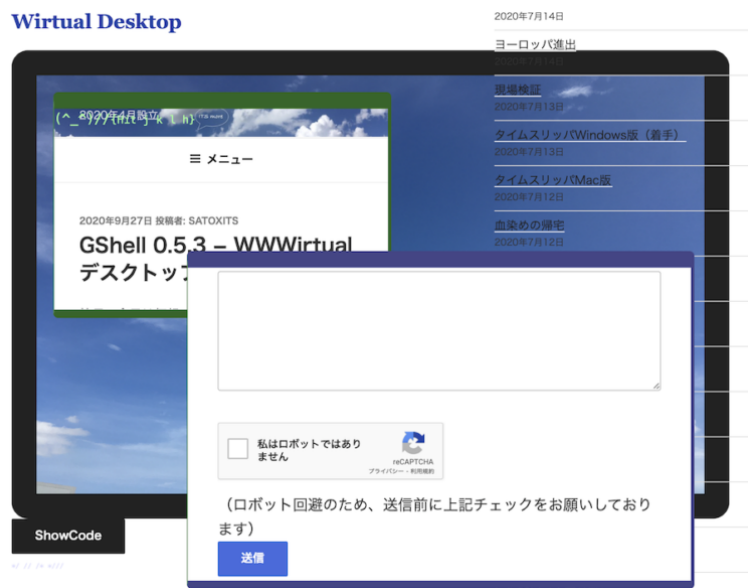 Wirtual Desktop
2020年4月設立
(^_^)//{Hit j k l h}
メニュー
2020年9月27日 投稿者: SATOXITS
GShell 0.5.3 – WWWirtual
デスクトップ
2020年7月14日
ヨーロッパ進出
2020年7月14日
現場検証
2020年7月13日
タイムスリッパWindows版（着手）
2020年7月13日
タイムスリッパMac版
2020年7月12日
血染めの帰宅
2020年7月12日
私はロボットではあり
ません
reCAPTCHA
プライバシー - 利用規約
（ロボット回避のため、送信前に上記チェックをお願いしており
ます）
送信
ShowCode